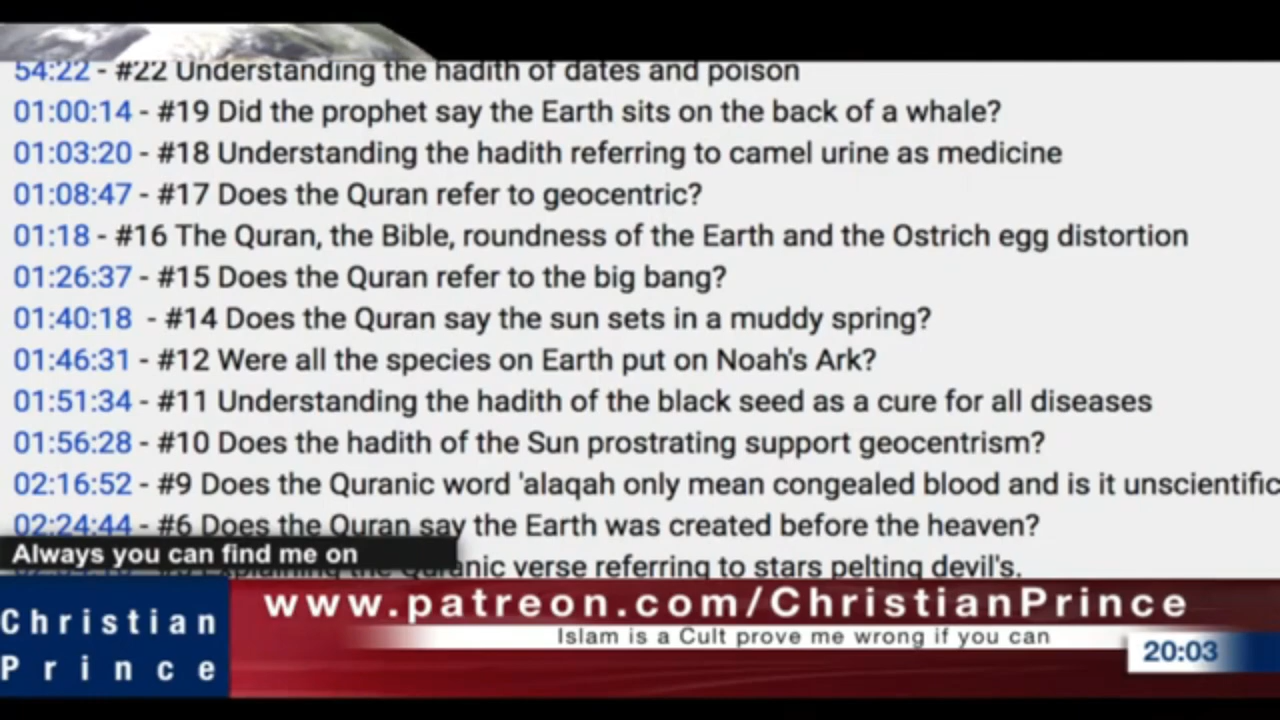 54:22 - #22 Understanding the hadith of dates and poison
01:00:14 - #19 Did the prophet say the Earth sits on the back of a whale?
01:03:20 - #18 Understanding the hadith referring to camel urine as medicine
01:08:47 - #17 Does the Quran refer to geocentric?
01:18 - #16 The Quran, the Bible, roundness of the Earth and the Ostrich egg distortion
01:26:37 - #15 Does the Quran refer to the big bang?
01:40:18 - #14 Does the Quran say the sun sets in a muddy spring?
01:46:31 - #12 Were all the species on Earth put on Noah's Ark?
01:51:34 - #11 Understanding the hadith of the black seed as a cure for all diseases
01:56:28 - #10 Does the hadith of the Sun prostrating support geocentrism?
02:16:52 - #9 Does the Quranic word 'alaqah only mean congealed blood and is it unscientific
02:24:44 - #6 Does the Quran say the Earth was created before the heaven?
Explaining the Quranic verse referring to stars pelting devil's.
Always you can find me on
www.patreon.com/ChristianPrince
Islam is a Cult prove me wrong if you can
Christian
Prince
20:03